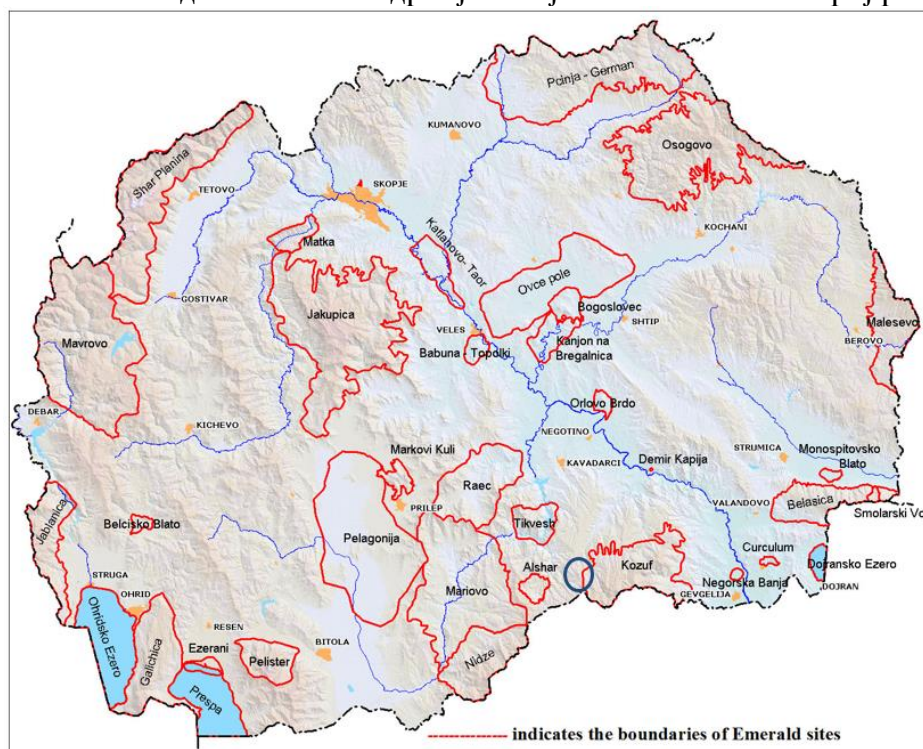 Pcinja - German
KUMANOVO
Osogovo
Shar Planina
TETOVO
SKOPJE
KOCHANI
Matka
Katlanovo- Taor
Ovce pole
GOSTIVAR
Jakupica
Bogoslovec
SHTIP
Malesevo
Mavrovo
VELES
Kanjon na
Bregalnica
BEROVO
Babuna - Topolki
DEBAR
KICHEVO
Orlovo Brdo
NEGOTINO
STRUMICA
Markovi Kuli
KAVADARCI
Demir Kapija
Monospitovsko
Blato
Raec
PRILEP
VALANDOVO
Belasica
Jablanica
Belcisko Blato
Pelagonija
Tikvesh
Smolarski Vo
Curculum
Dojransko Ezero
STRUGA
Alshar
Kozuf
Mariovo
Negorska Banja
DOJRAN
OHRID
GEVGELIJA
Ohridsko Ezero
RESEN
BITOLA
Galichica
Ezerani
Pelister
Nidze
Prespa
indicates the boundaries of Emerald sites